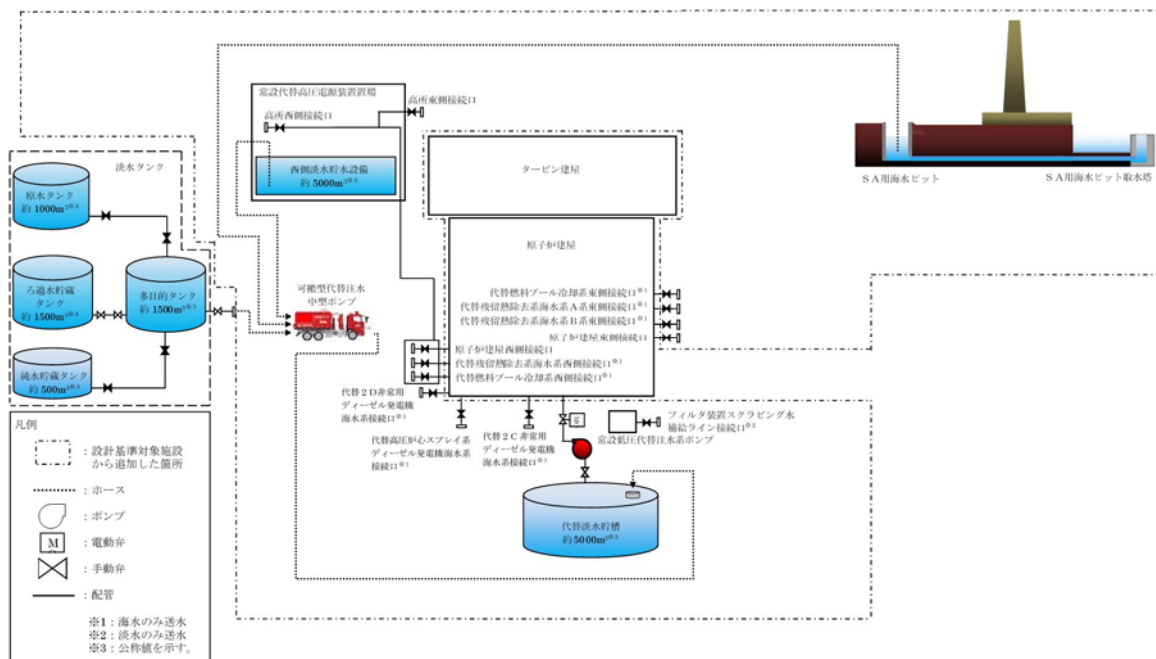 常設代替高圧電源装置置場
高所西側接続口
高所東側接続口
西側淡水貯水設備
約5000m³※3
淡水タンク
原水タンク
約1000m³※3
ろ過水貯蔵
タンク
約1500m³※3
多目的タンク
約1500m³※3
純水貯蔵タンク
約500m³※3
可搬型代替注水
中型ポンプ
タービン建屋
原子炉建屋
代替燃料プール冷却系東側接続口※1
代替残留熱除去系海水系A系東側接続口※1
代替残留熱除去系海水系B系東側接続口※1
原子炉建屋東側接続口
原子炉建屋西側接続口
代替残留熱除去系海水系西側接続口※1
代替燃料プール冷却系西側接続口※1
代替2D非常用
ディーゼル発電機
海水系接続口※1
代替高圧炉心スプレイ系
ディーゼル発電機海水系
接続口※1
代替2C非常用
ディーゼル発電機
海水系接続口※1
M
フィルタ装置スクラビング水
補給ライン接続口※2
常設低圧代替注水系ポンプ
代替淡水貯槽
約5000m³※3
SA用海水ピット
SA用海水ピット取水塔
凡例
:設計基準対象施設
から追加した箇所
:ホース
:ポンプ
M
:電動弁
:手動弁
:配管
※1:海水のみ送水
※2:淡水のみ送水
※3:公称値を示す。